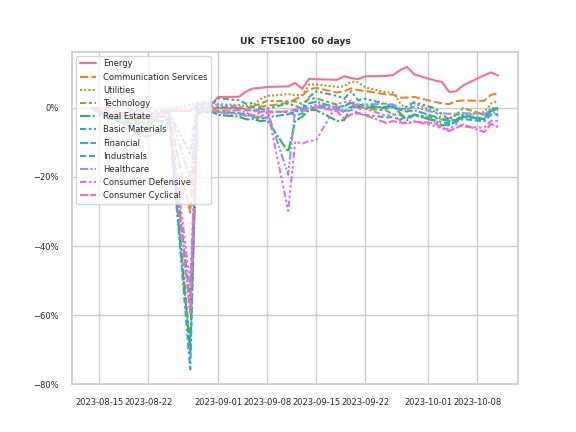 UK  FTSE100  60 days
Energy
Communication Services
Utilities
Technology
Real Estate
Basic Materials
Financial
Industrials
Healthcare
Consumer Defensive
Consumer Cyclical
0%
−20%
−40%
−60%
−80%
2023-08-15 2023-08-22 2023-09-01 2023-09-08 2023-09-15 2023-09-22 2023-10-01 2023-10-08